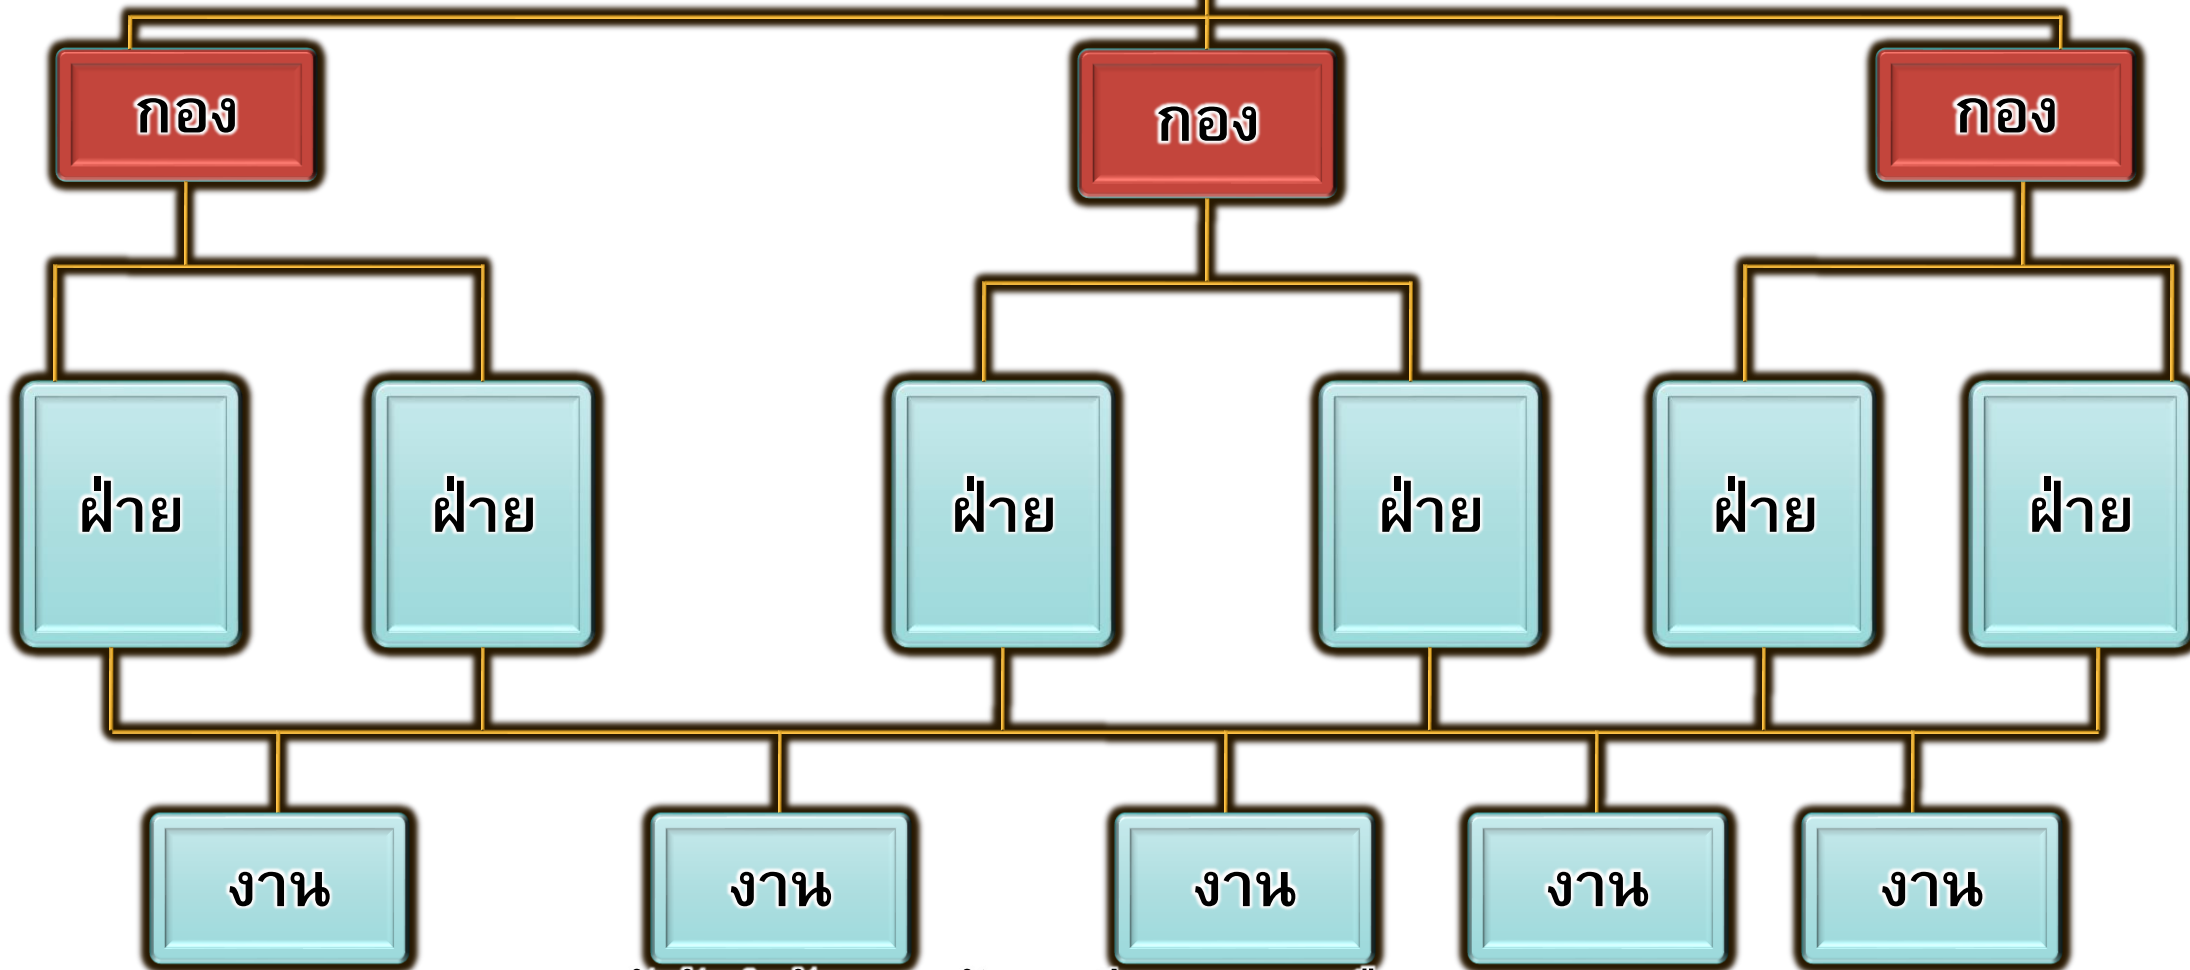 กอง กอง กอง
ฝ่าย ฝ่าย ฝ่าย ฝ่าย ฝ่าย ฝ่าย
งาน งาน งาน งาน งาน